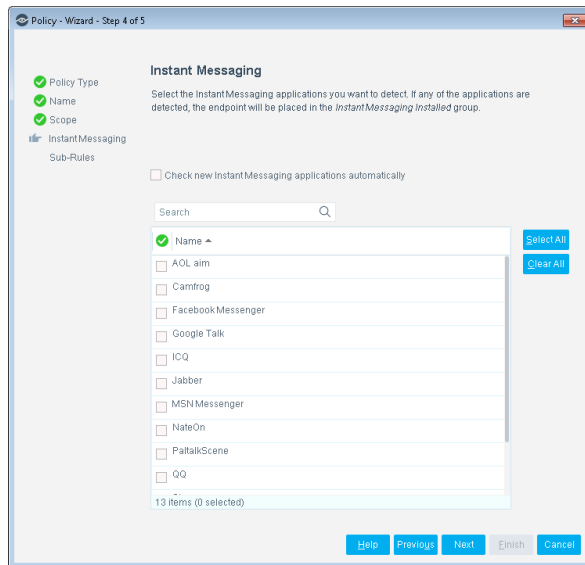 Policy - Wizard - Step 4 of 5
Policy Type
Name
Scope
Instant Messaging
Sub-Rules
Instant Messaging
Select the Instant Messaging applications you want to detect. If any of the applications are
detected, the endpoint will be placed in the Instant Messaging Installed group.
Check new Instant Messaging applications automatically
Search
Name
Select All
Clear All
AOL aim
Camfrog
Facebook Messenger
Google Talk
ICQ
Jabber
MSN Messenger
NateOn
PaltalkScene
QQ
13 items (0 selected)
Help Previous Next Finish Cancel